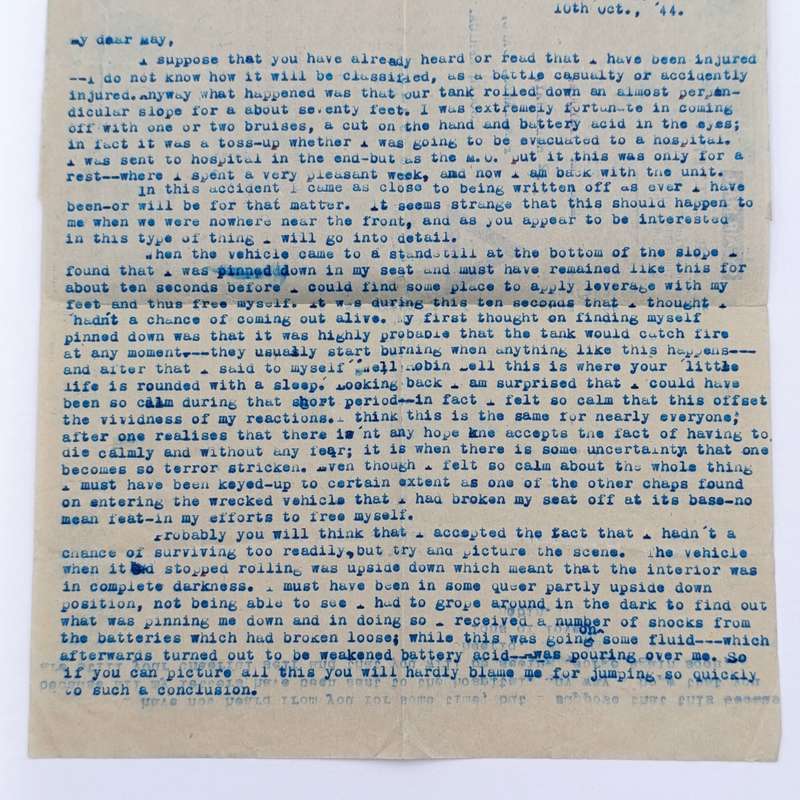 10th Oct., '44.
My dear May,
I suppose that you have already heard or read that I have been injured
--I do not know how it will be classified, as a battle casualty or accidently
injured.Anyway what happened was that our tank rolled down an almost perpen-
dicular slope for a about seventy feet. I was extremely fortunate in coming
off with one or two bruises, a cut on the hand and battery acid in the eyes;
in fact it was a toss-up whether I was going to be evacuated to a hospital.
I was sent to hospital in the end-but as the M.O. put it this was only for a
rest--where I spent a very pleasant week, and now I am back with the unit.
In this accident I came as close to being written off as ever I have
been-or will be for that matter. It seems strange that this should happen to
me when we were nowhere near the front, and as you appear to be interested
in this type of thing I will go into detail.
When the vehicle came to a standstill at the bottom of the slope I
found that I was pinned down in my seat and must have remained like this for
about ten seconds before I could find some place to apply leverage with my
feet and thus free myself. It was during this ten seconds that I thought I
hadn't a chance of coming out alive. My first thought on finding myself
pinned down was that it was highly probable that the tank would catch fire
at any moment,---they usually start burning when anything like this happens---
and after that I said to myself "Well Robin Lell this is where your 'little
life is rounded with a sleep.' Looking back I am surprised that I could have
been so calm during that short period--in fact I felt so calm that this offset
the vividness of my reactions.I think this is the same for nearly everyone;
after one realises that there is'nt any hope one accepts the fact of having to
die calmly and without any fear; it is when there is some uncertainty that one
becomes so terror stricken. Even though I felt so calm about the whole thing
I must have been keyed-up to certain extent as one of the other chaps found
on entering the wrecked vehicle that I had broken my seat off at its base-no
mean feat-in my efforts to free myself.
Probably you will think that I accepted the fact that I hadn't a
chance of surviving too readily,but try and picture the scene. The vehicle
when it had stopped rolling was upside down which meant that the interior was
in complete darkness. I must have been in some queer partly upside down
position, not being able to see I had to grope around in the dark to find out
what was pinning me down and in doing so I received a number of shocks from
the batteries which had broken loose; while this was going on some fluid---which
afterwards turned out to be weakened battery acid---was pouring over me. So
if you can picture all this you will hardly blame me for jumping so quickly
to such a conclusion.